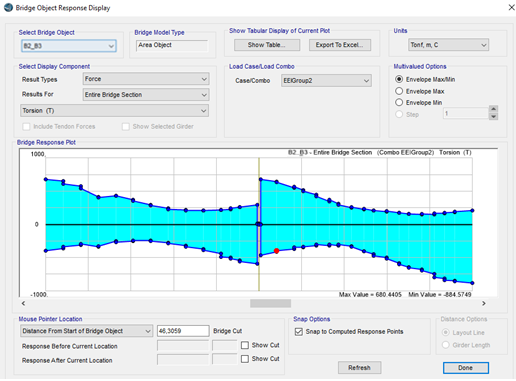 Bridge Object Response Display
Select Bridge Object
B2_B3
Bridge Model Type
Area Object
Show Tabular Display of Current Plot
Show Table...
Export To Excel...
Units
Tonf, m, C
Select Display Component
Result Types
Force
Results For
Entire Bridge Section
Torsion (T)
Include Tendon Forces
Show Selected Girder
Load Case/Load Combo
Case/Combo
EEIGroup2
Multivalued Options
Envelope Max/Min
Envelope Max
Envelope Min
Step
1
Bridge Response Plot
1000.
B2_B3 - Entire Bridge Section (Combo EEIGroup2) Torsion (T)
0
-1000.
Max Value = 680.4405 Min Value = -884.5749
Mouse Pointer Location
Distance From Start of Bridge Object
46,3059
Bridge Cut
Response Before Current Location
Show Cut
Response After Current Location
Show Cut
Snap Options
Snap to Computed Response Points
Distance Options
Layout Line
Girder Length
Refresh
Done